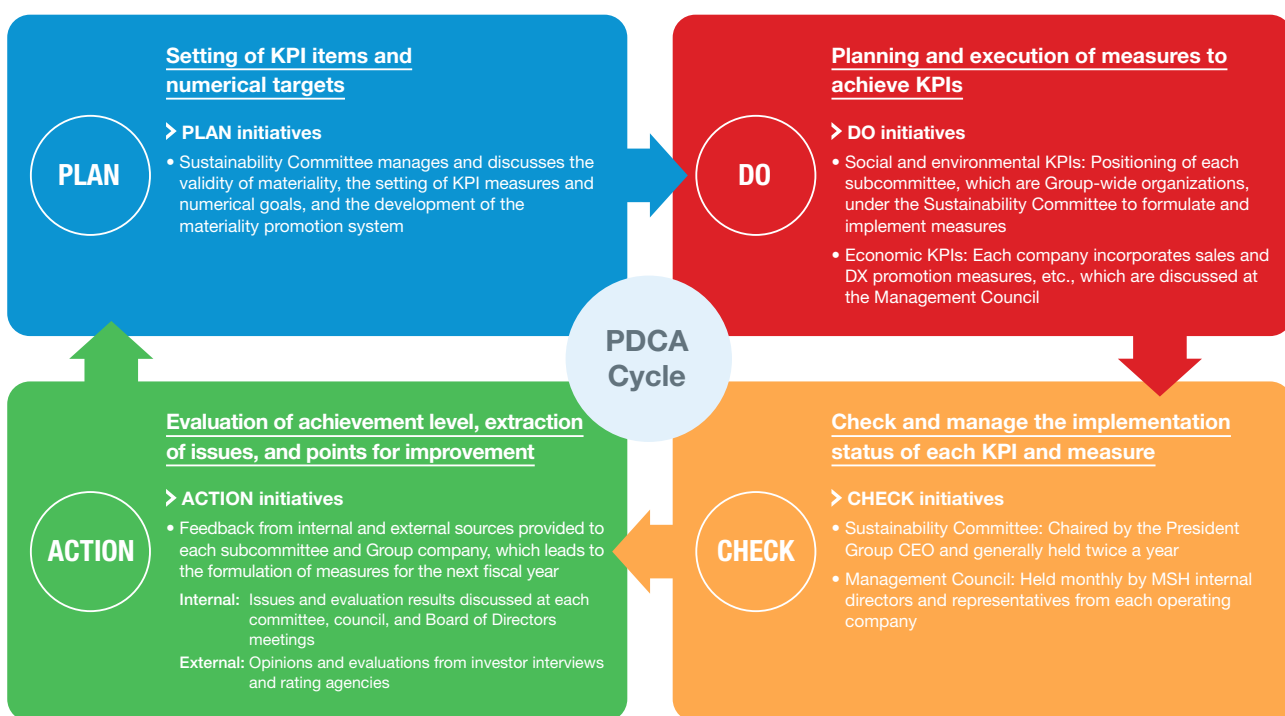 Setting of KPI items and
numerical targets
PLAN
> PLAN initiatives
• Sustainability Committee manages and discusses the
validity of materiality, the setting of KPI measures and
numerical goals, and the development of the
materiality promotion system
Planning and execution of measures to
achieve KPIs
DO
> DO initiatives
• Social and environmental KPIs: Positioning of each
subcommittee, which are Group-wide organizations,
under the Sustainability Committee to formulate and
implement measures
• Economic KPIs: Each company incorporates sales and
DX promotion measures, etc., which are discussed at
the Management Council
PDCA
Cycle
Evaluation of achievement level, extraction
of issues, and points for improvement
ACTION
> ACTION initiatives
• Feedback from internal and external sources provided to
each subcommittee and Group company, which leads to
the formulation of measures for the next fiscal year
Internal: Issues and evaluation results discussed at each
committee, council, and Board of Directors
meetings
External: Opinions and evaluations from investor interviews
and rating agencies
Check and manage the implementation
status of each KPI and measure
CHECK
> CHECK initiatives
• Sustainability Committee: Chaired by the President
Group CEO and generally held twice a year
• Management Council: Held monthly by MSH internal
directors and representatives from each operating
company